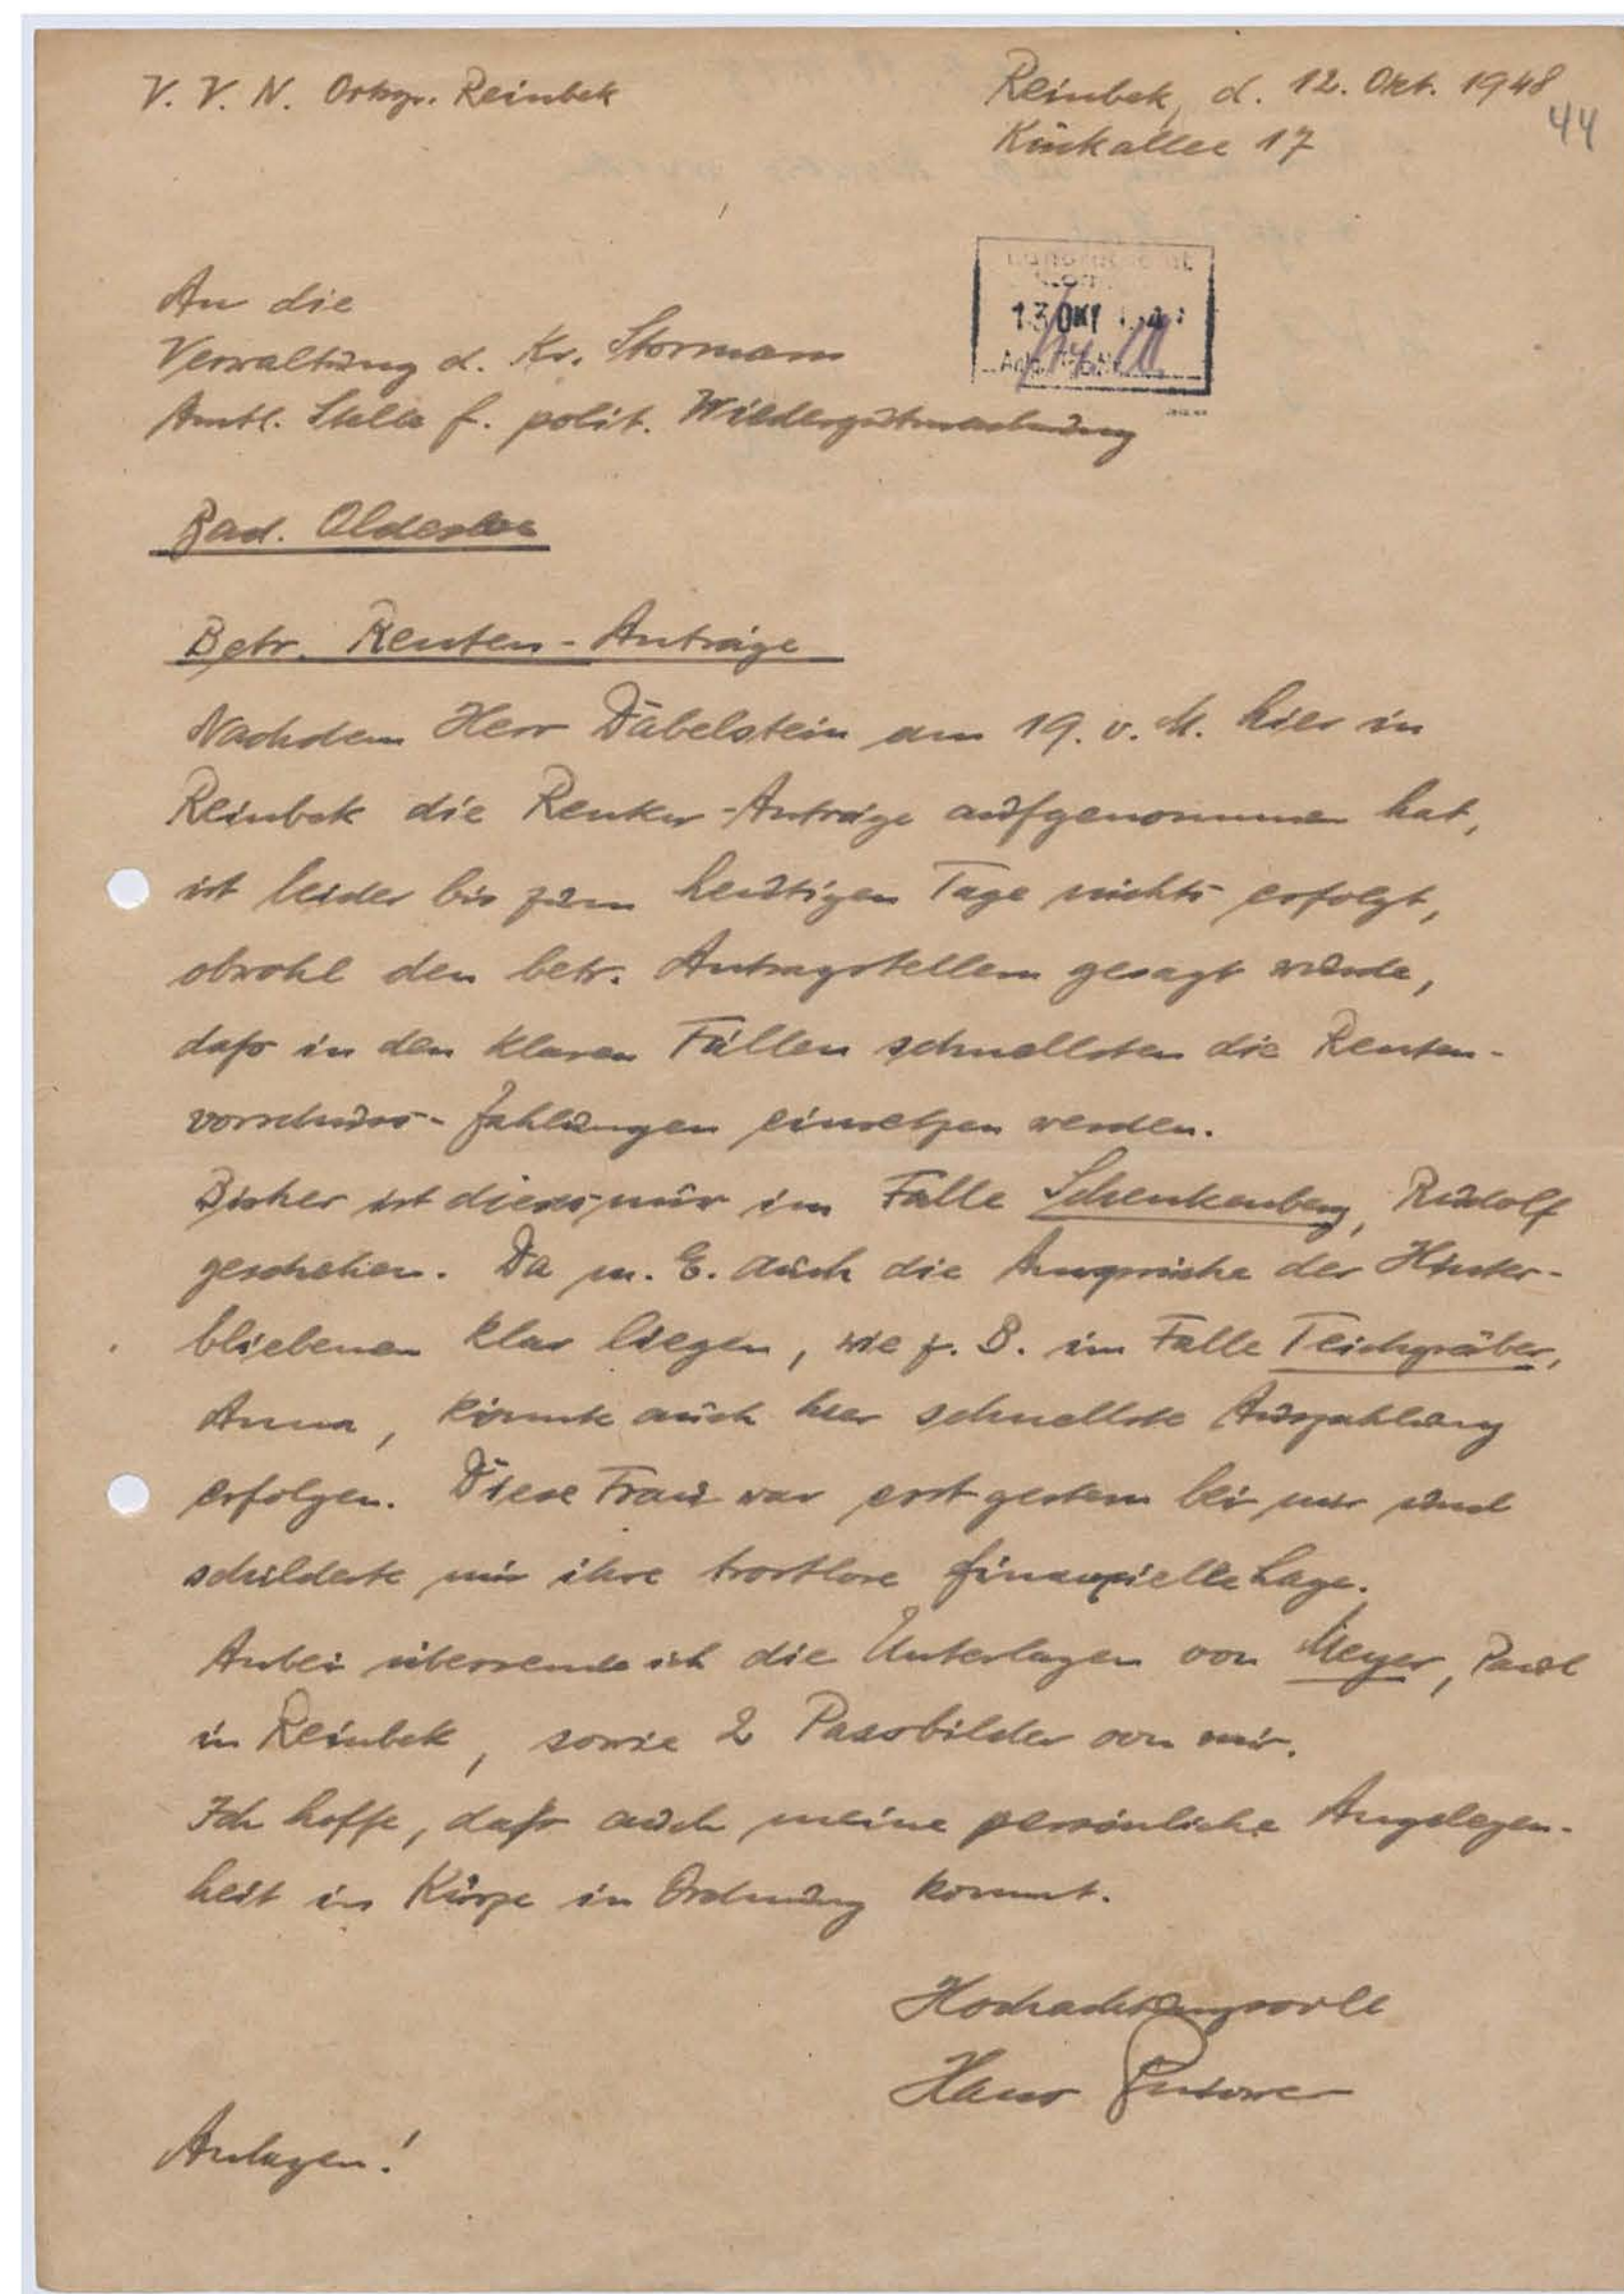 V. V. N. Ortsgr. Reinbek
Reinbek, d. 12. Okt. 1948
44
Kückallee 17
13. OKT.
An die
Verwaltung d. Kr. Stormarn
Amtl. Stelle f. polit. Wiedergutmachung
Bad. Oldesloe
Betr. Renten-Anträge
Nachdem Herr Dabelstein am 19. v. M. hier in
Reinbek die Renten-Anträge aufgenommen hat,
ist leider bis zum heutigen Tage nichts erfolgt,
obwohl den betr. Antragstellern gesagt wurde,
daß in den klaren Fällen schnellsten die Renten-
vorschuss-Zahlungen einsetzen werden.
Bisher ist dieses nur im Falle Schenkenberg, Rudolf
geschehen. Da m. E. auch die Ansprüche der Hinter-
bliebenen klar liegen, wie z. B. im Falle Teichgräber,
Anna, könnte auch hier schnellste Auszahlung
erfolgen. Diese Frau war erst gestern bei mir und
schilderte mir ihre trostlose finanzielle Lage.
Anbei übersende ich die Unterlagen von Meyer, Paul
in Reinbek, sowie 2 Passbilder von mir.
Ich hoffe, daß auch meine persönliche Angelegen-
heit in Kürze in Ordnung kommt.
Hochachtungsvoll
Hans
Anlagen!